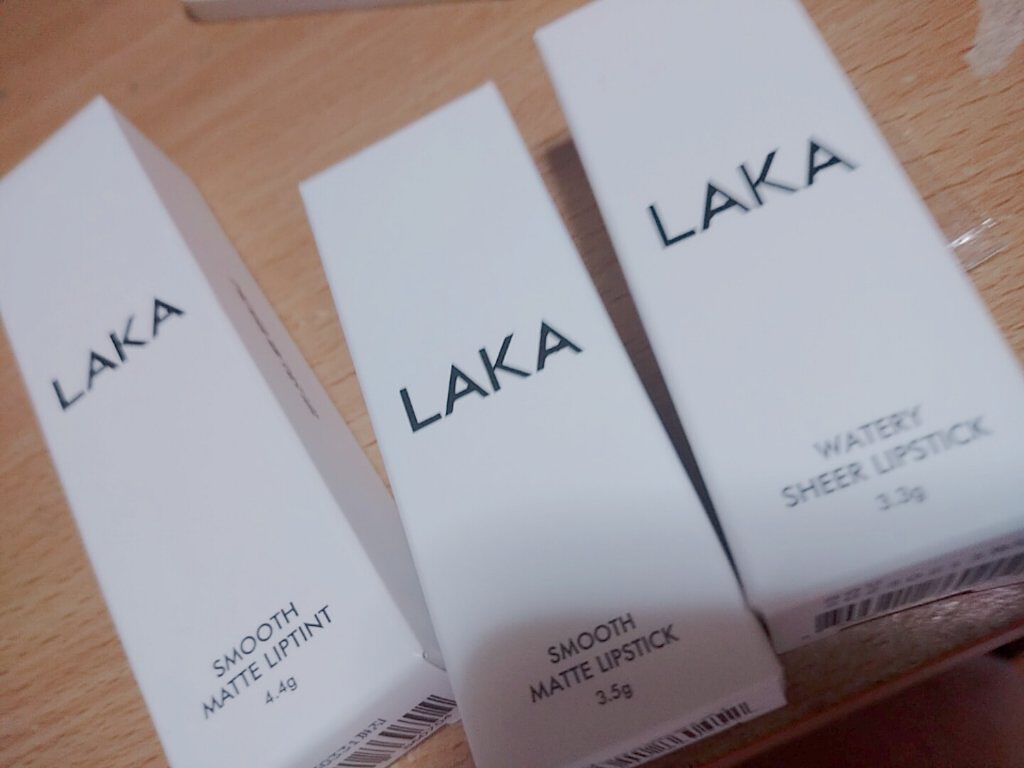 LAKA
SMOOTH
MATTE LIPTINT
4.4g
LAKA
SMOOTH
MATTE LIPSTICK
3.5g
LAKA
WATERY
SHEER LIPSTICK
3.3g